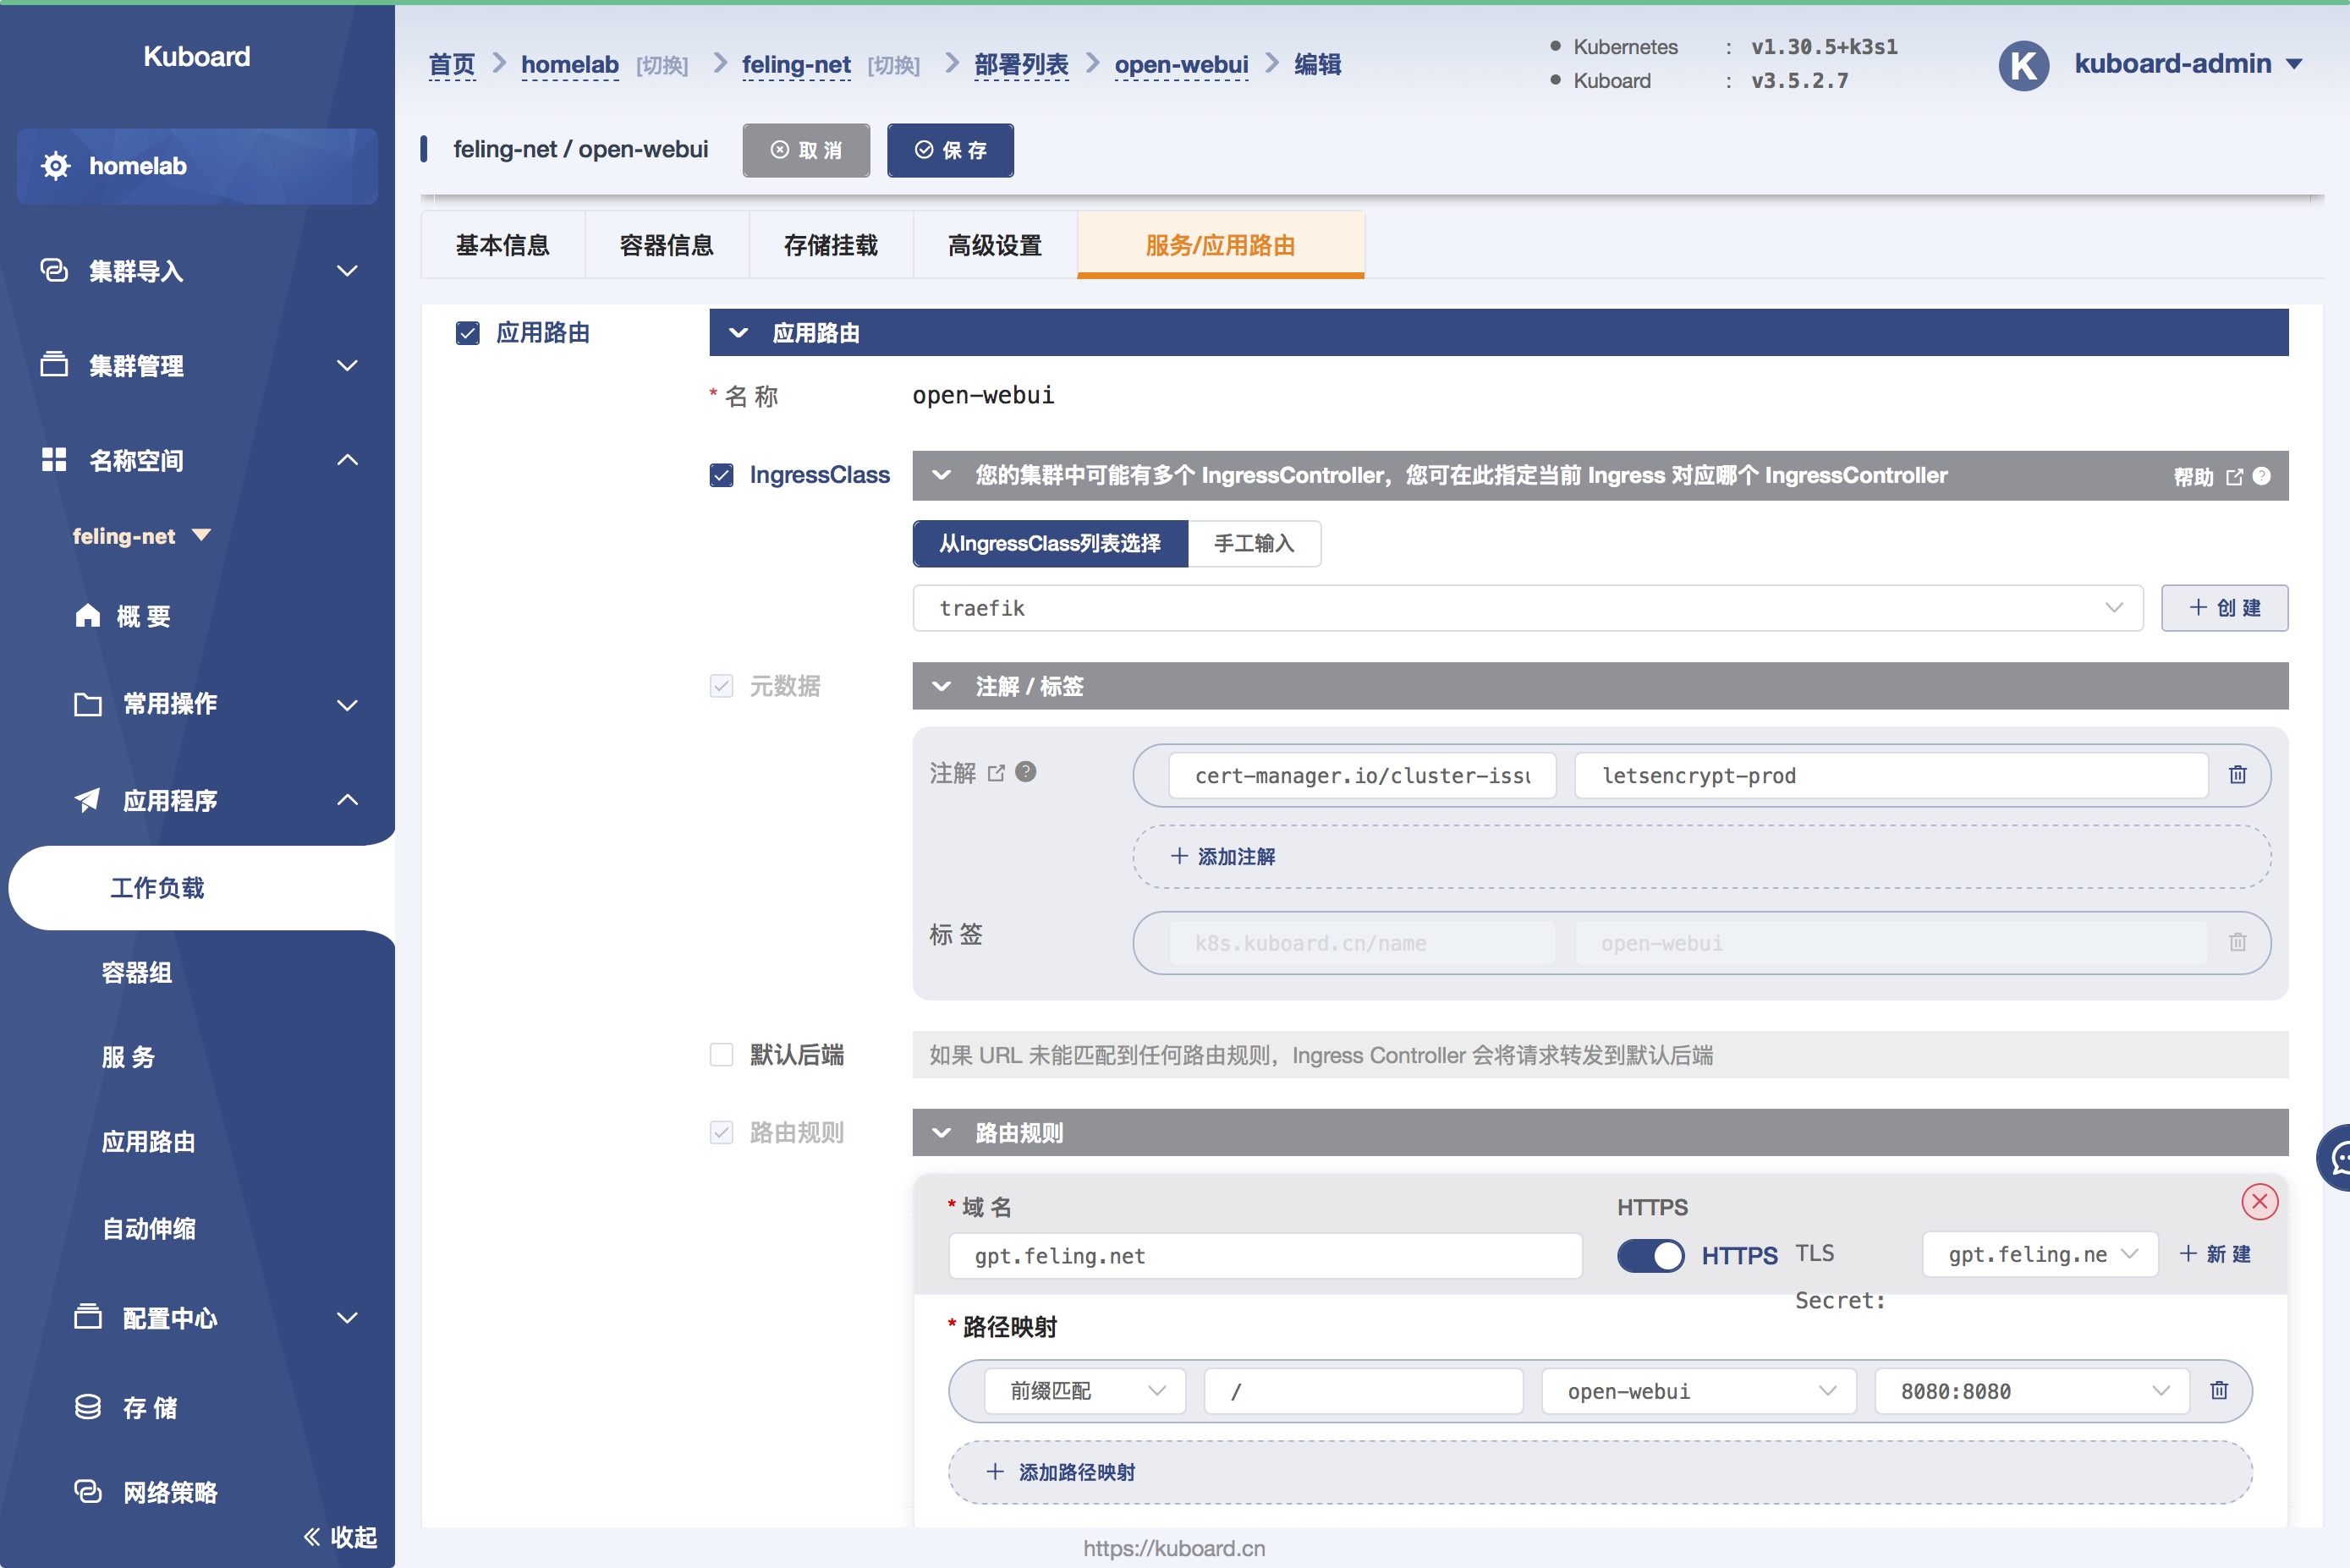 Kuboard
homelab
集群导入
集群管理
名称空间
feling-net
概 要
常用操作
应用程序
工作负载
容器组
服 务
应用路由
自动伸缩
配置中心
存 储
网络策略
收起
首页 homelab [切换] feling-net [切换] 部署列表 open-webui 编辑
Kubernetes : v1.30.5+k3s1
Kuboard : v3.5.2.7
K kuboard-admin
feling-net / open-webui 取 消 保 存
基本信息 容器信息 存储挂载 高级设置 服务/应用路由
应用路由 应用路由
* 名 称 open-webui
IngressClass 您的集群中可能有多个 IngressController，您可在此指定当前 Ingress 对应哪个 IngressController 帮助
从IngressClass列表选择 手工输入
traefik 创 建
元数据 注解 / 标签
注解 cert-manager.io/cluster-issu letsencrypt-prod
添加注解
标 签 k8s.kuboard.cn/name open-webui
默认后端 如果 URL 未能匹配到任何路由规则，Ingress Controller 会将请求转发到默认后端
路由规则 路由规则
* 域 名 HTTPS
gpt.feling.net HTTPS TLS Secret: gpt.feling.ne 新 建
* 路径映射
前缀匹配 / open-webui 8080:8080
添加路径映射
https://kuboard.cn